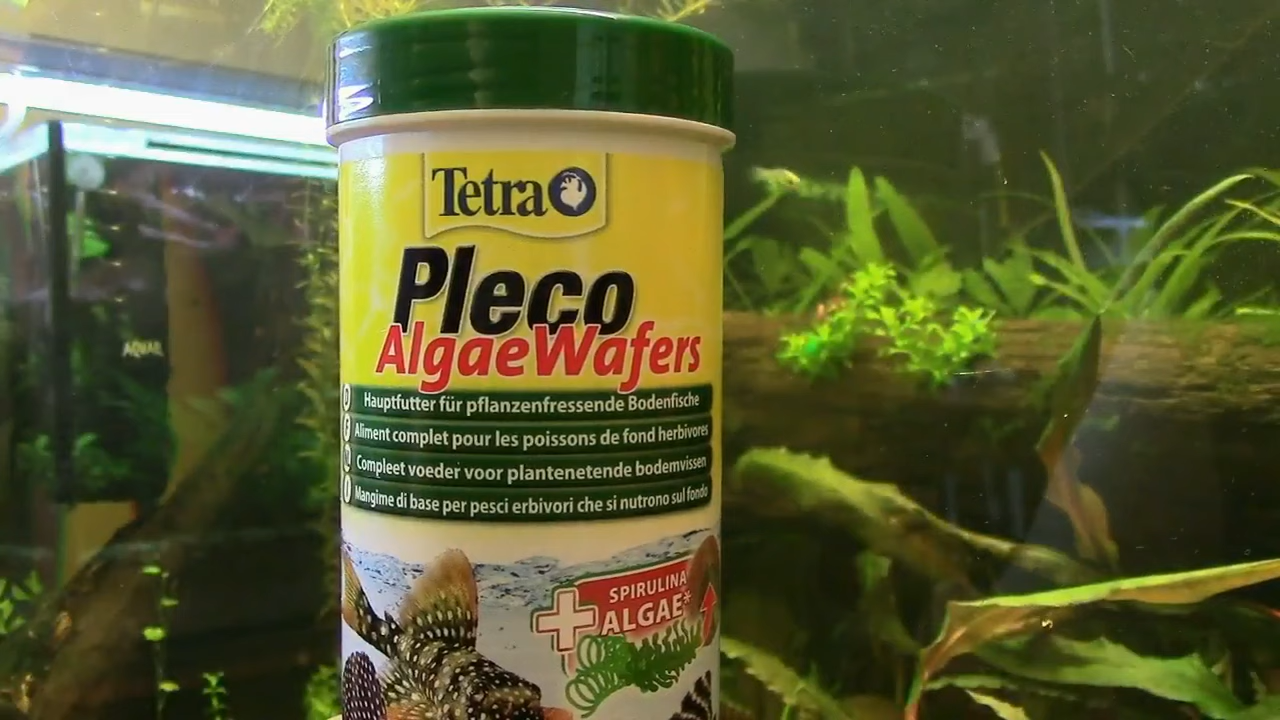 Tetra
Pleco
AlgaeWafers
D Hauptfutter für pflanzenfressende Bodenfische
F Aliment complet pour les poissons de fond herbivores
Compleet voeder voor plantenetende bodemvissen
Mangime di base per pesci erbivori che si nutrono sul fondo
SPIRULINA
ALGAE*